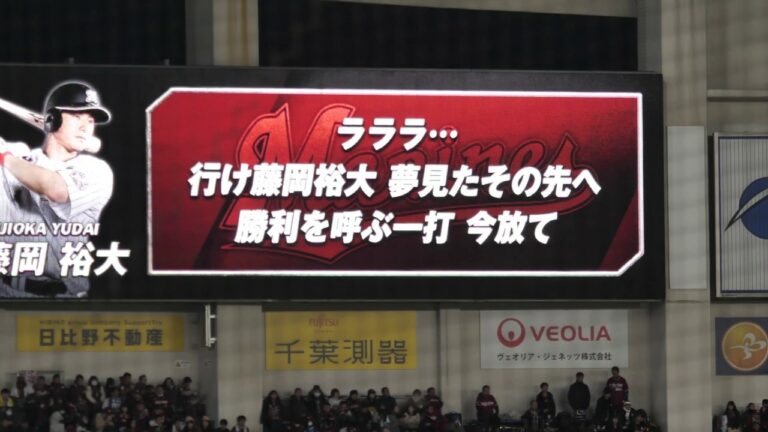 ラララ…
行け藤岡裕大 夢見たその先へ
勝利を呼ぶ一打 今放て
Marines
UJIOKA YUDAI
藤岡 裕大
日比野不動産
FUJITSU
千葉測器
VEOLIA
ヴェオリア・ジェネッツ株式会社